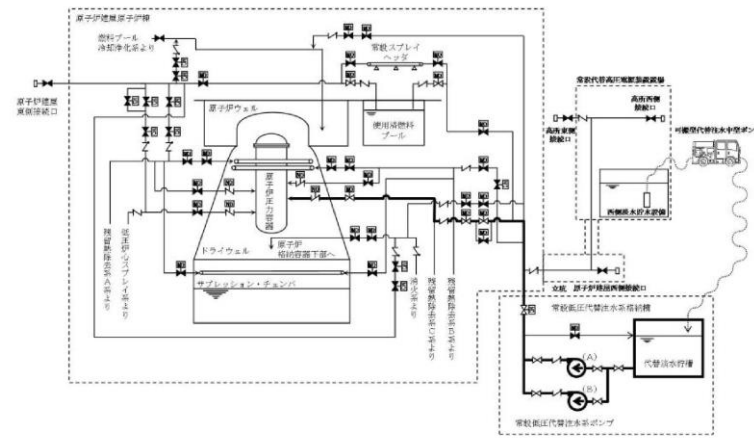 原子炉建屋原子炉棟
燃料プール
冷却浄化系より
常設スプレイ
ヘッダ
原子炉建屋
東側接続口
原子炉ウェル
使用済燃料
プール
原子炉圧力容器
ドライウェル
原子炉
格納容器下部へ
サプレッション・チェンバ
残留熱除去系A系より
低圧炉心スプレイ系より
消火系より
残留熱除去系C系より
残留熱除去系B系より
常設代替高圧電源装置置場
高所東側
接続口
高所西側
接続口
可搬型代替注水中型ポンプ
西側淡水貯水設備
立坑
原子炉建屋西側接続口
常設低圧代替注水系格納槽
(A)
(B)
代替淡水貯槽
常設低圧代替注水系ポンプ